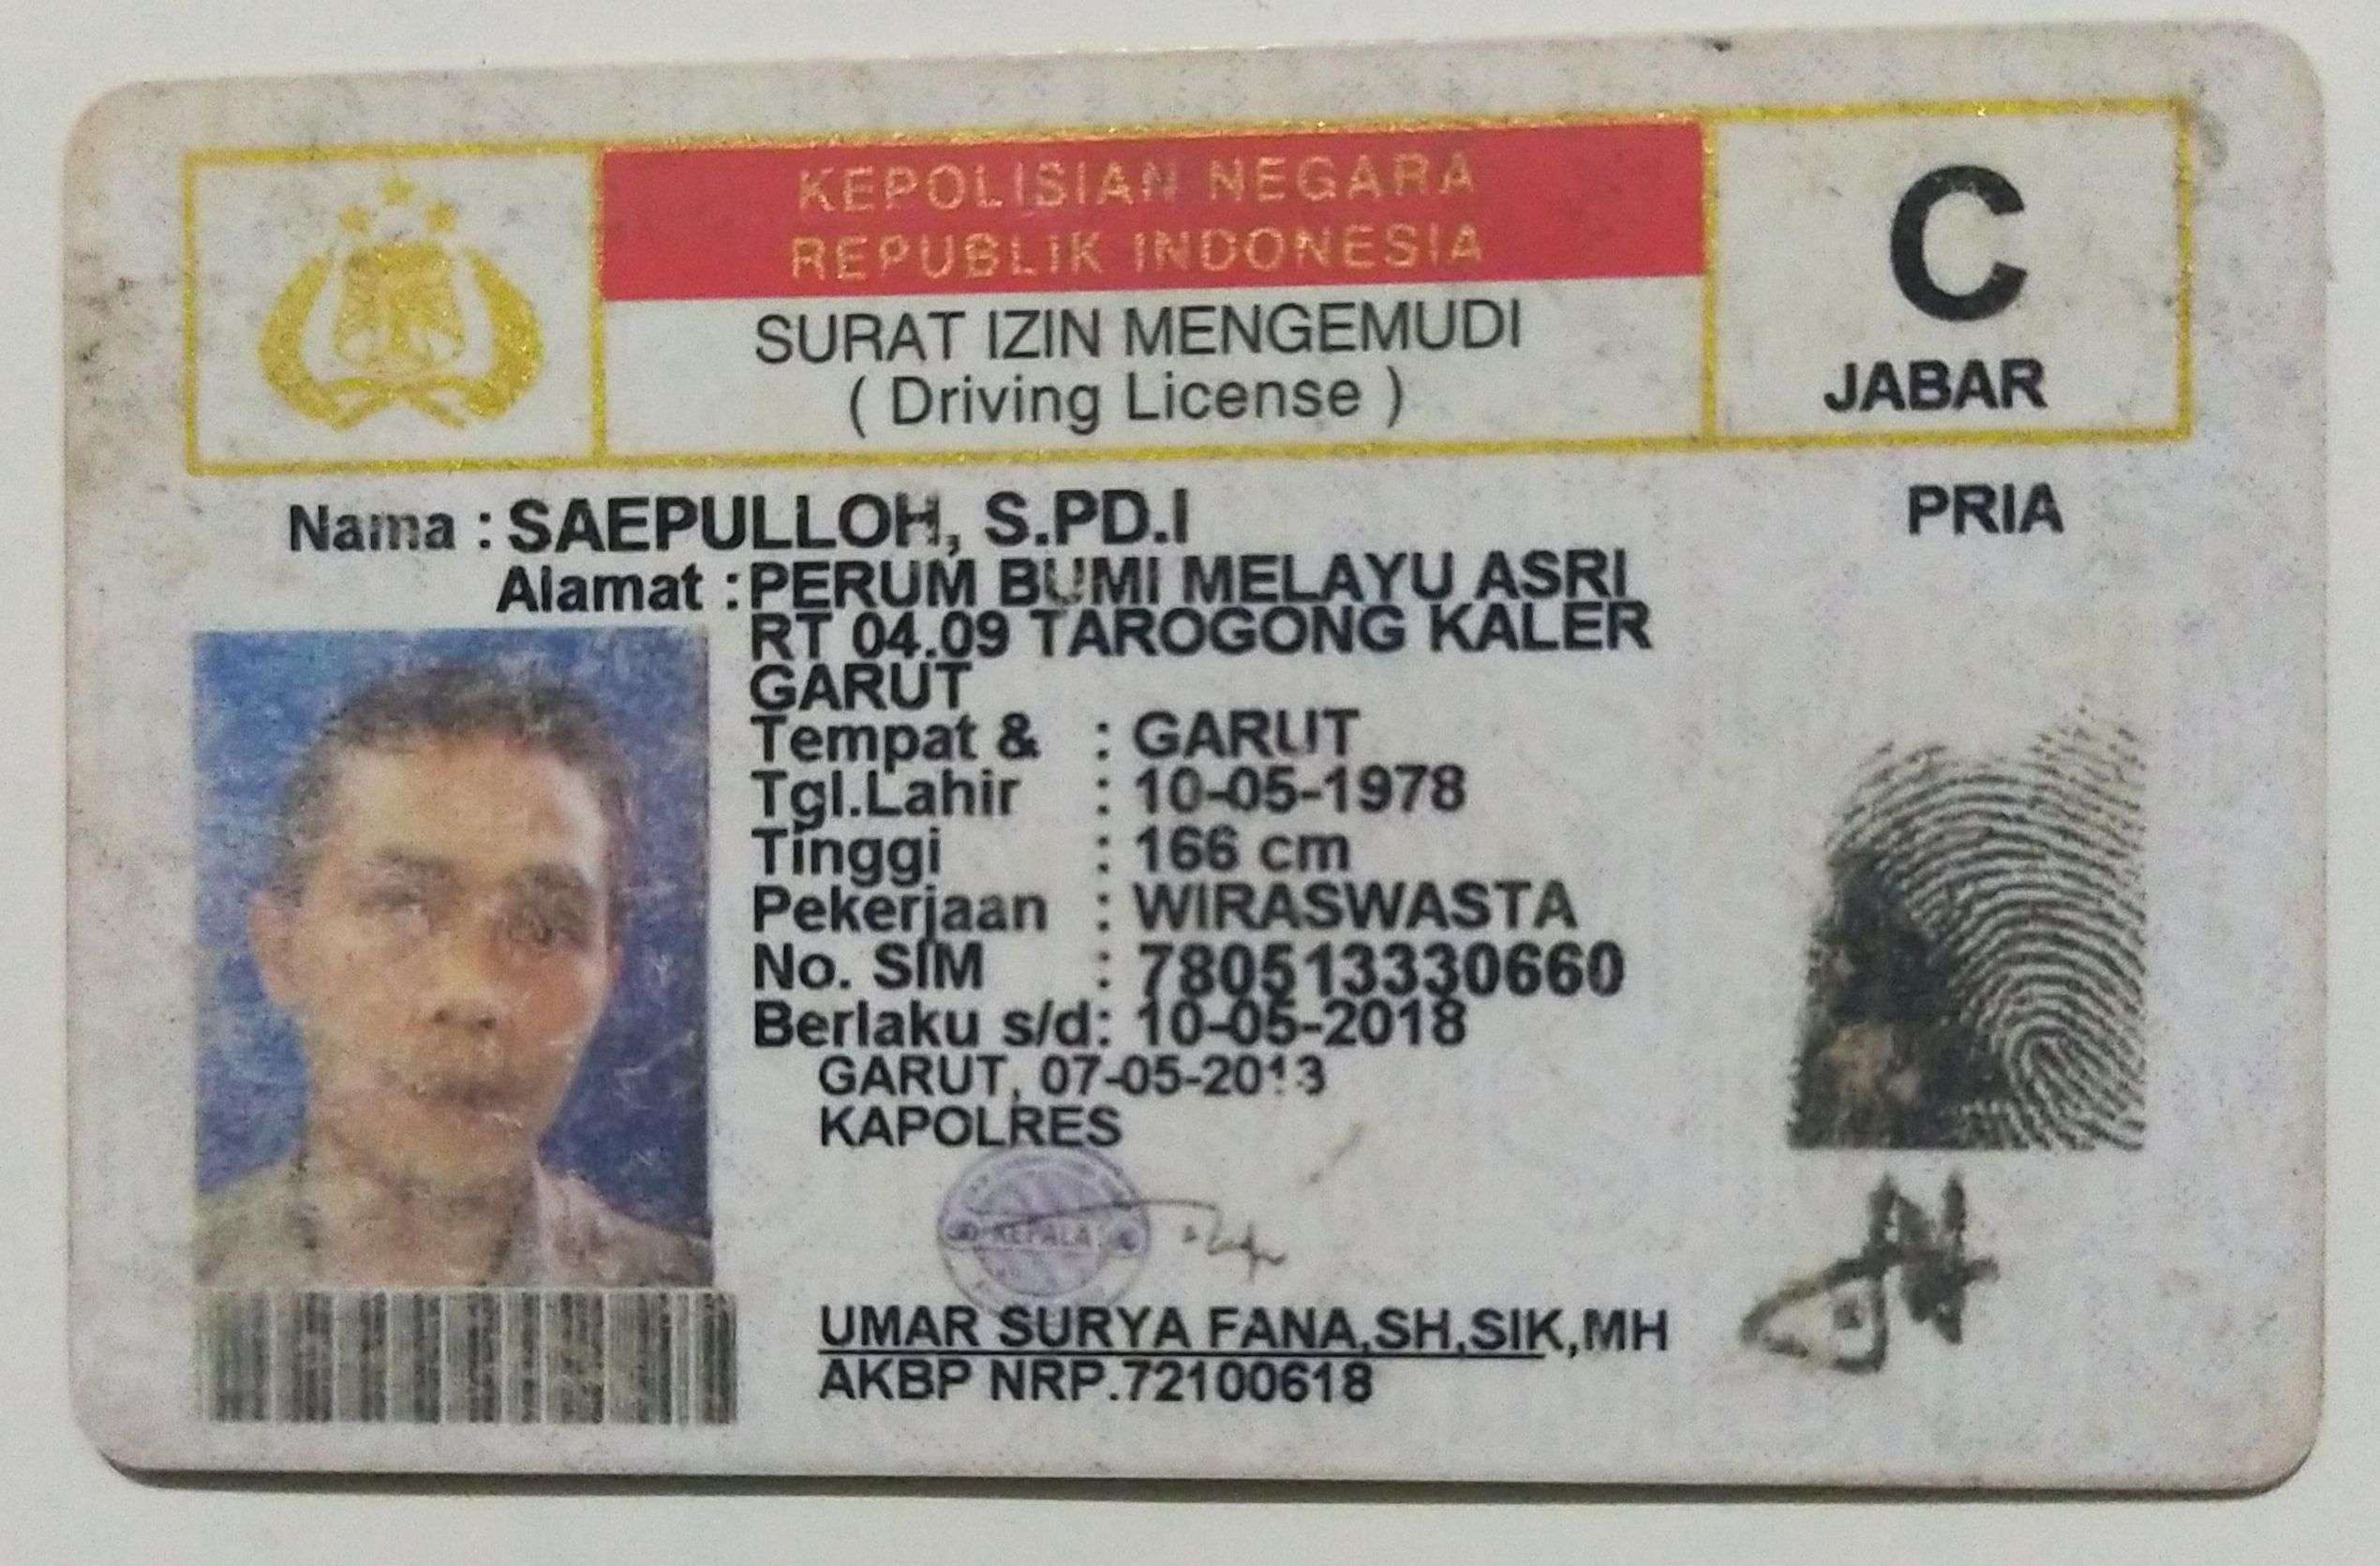 KEPOLISIAN NEGARA
REPUBLIK INDONESIA
SURAT IZIN MENGEMUDI
( Driving License )
C
JABAR
Nama : SAEPULLOH, S.PD.I
PRIA
Alamat : PERUM BUMI MELAYU ASRI
RT 04.09 TAROGONG KALER
GARUT
Tempat & : GARUT
Tgl.Lahir : 10-05-1978
Tinggi : 166 cm
Pekerjaan : WIRASWASTA
No. SIM : 780513330660
Berlaku s/d: 10-05-2018
GARUT, 07-05-2013
KAPOLRES
KEPALA
UMAR SURYA FANA,SH,SIK,MH
AKBP NRP.72100618